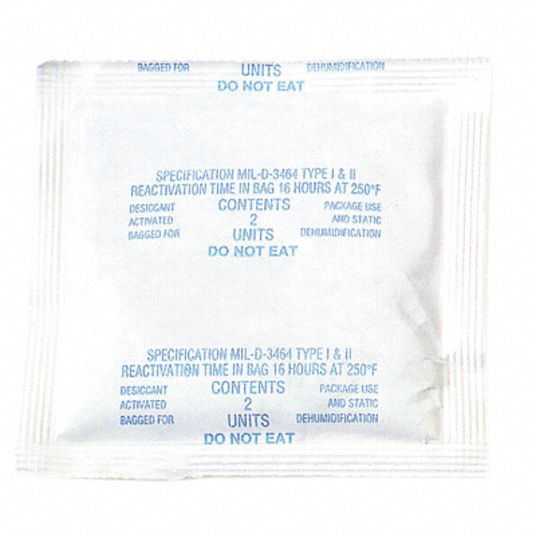 BAGGED FOR UNITS DEHUMIDIFICATION
DO NOT EAT
SPECIFICATION MIL-D-3464 TYPE I & II
REACTIVATION TIME IN BAG 16 HOURS AT 250°F
DESICCANT CONTENTS PACKAGE USE
ACTIVATED 2 AND STATIC
BAGGED FOR UNITS DEHUMIDIFICATION
DO NOT EAT
SPECIFICATION MIL-D-3464 TYPE I & II
REACTIVATION TIME IN BAG 16 HOURS AT 250°F
DESICCANT CONTENTS PACKAGE USE
ACTIVATED 2 AND STATIC
BAGGED FOR UNITS DEHUMIDIFICATION
DO NOT EAT